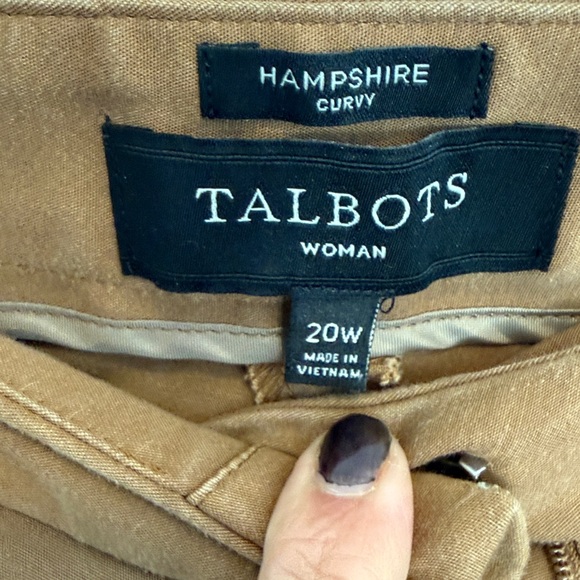 HAMPSHIRE
CURVY
TALBOTS
WOMAN
20W
MADE IN
VIETNAM